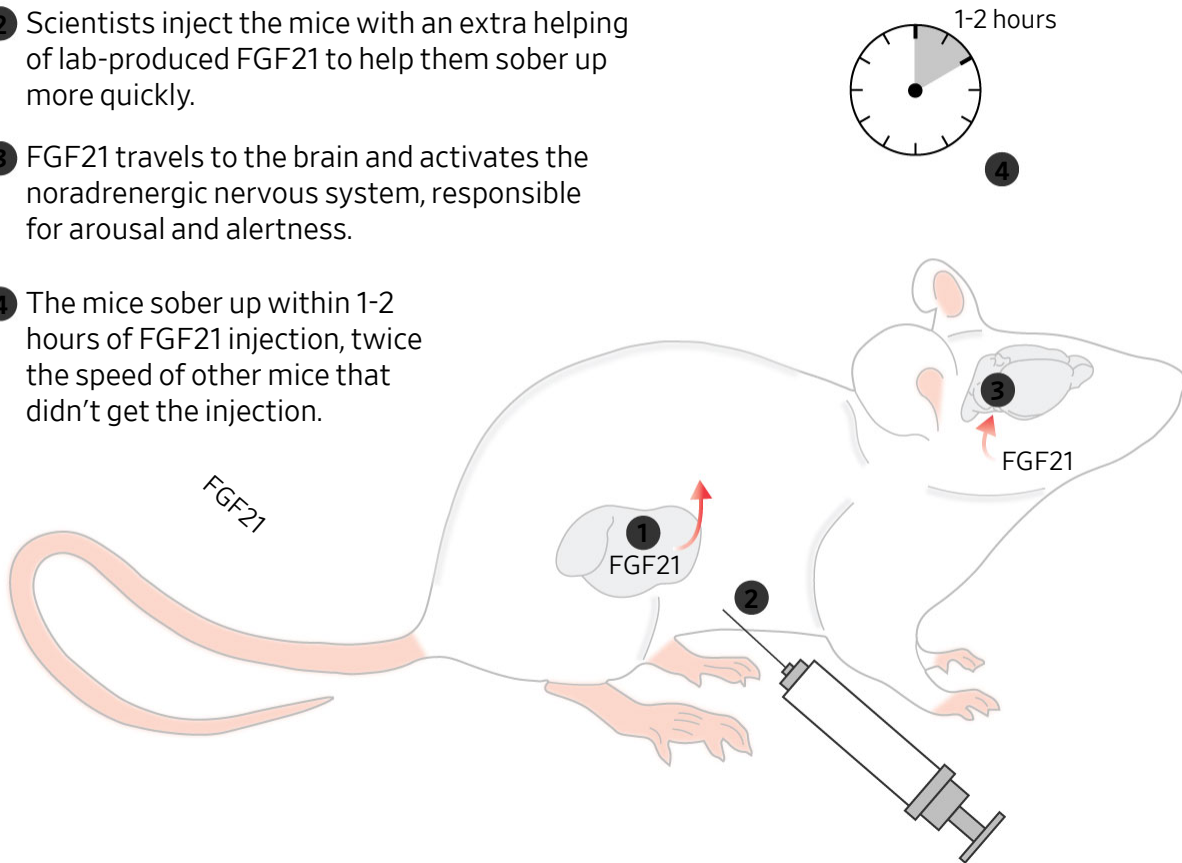 2 Scientists inject the mice with an extra helping
of lab-produced FGF21 to help them sober up
more quickly.
3 FGF21 travels to the brain and activates the
noradrenergic nervous system, responsible
for arousal and alertness.
4 The mice sober up within 1-2
hours of FGF21 injection, twice
the speed of other mice that
didn't get the injection.
1-2 hours
4
3
FGF21
FGF21
1
FGF21
2